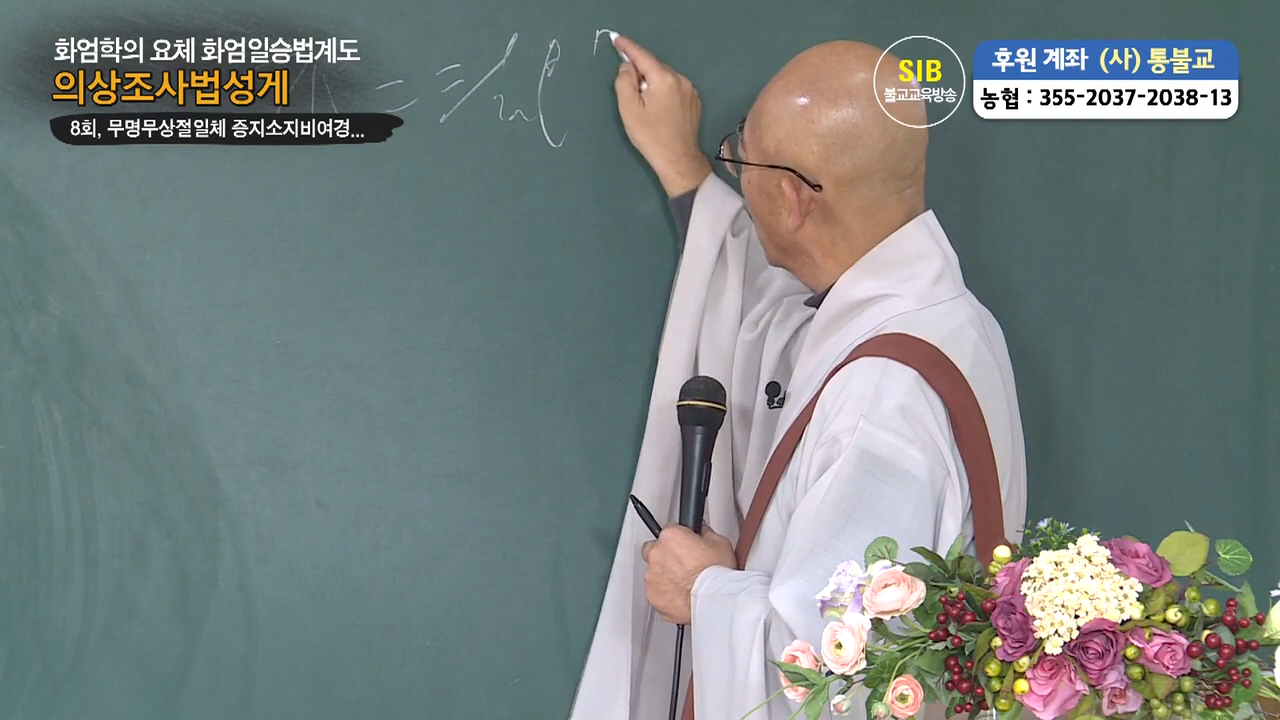 화엄학의 요체 화엄일승법계도
의상조사법성게
8회, 무명무상절일체 증지소지비여경...
SIB
불교교육방송
후원 계좌 (사) 통불교
농협 : 355-2037-2038-13